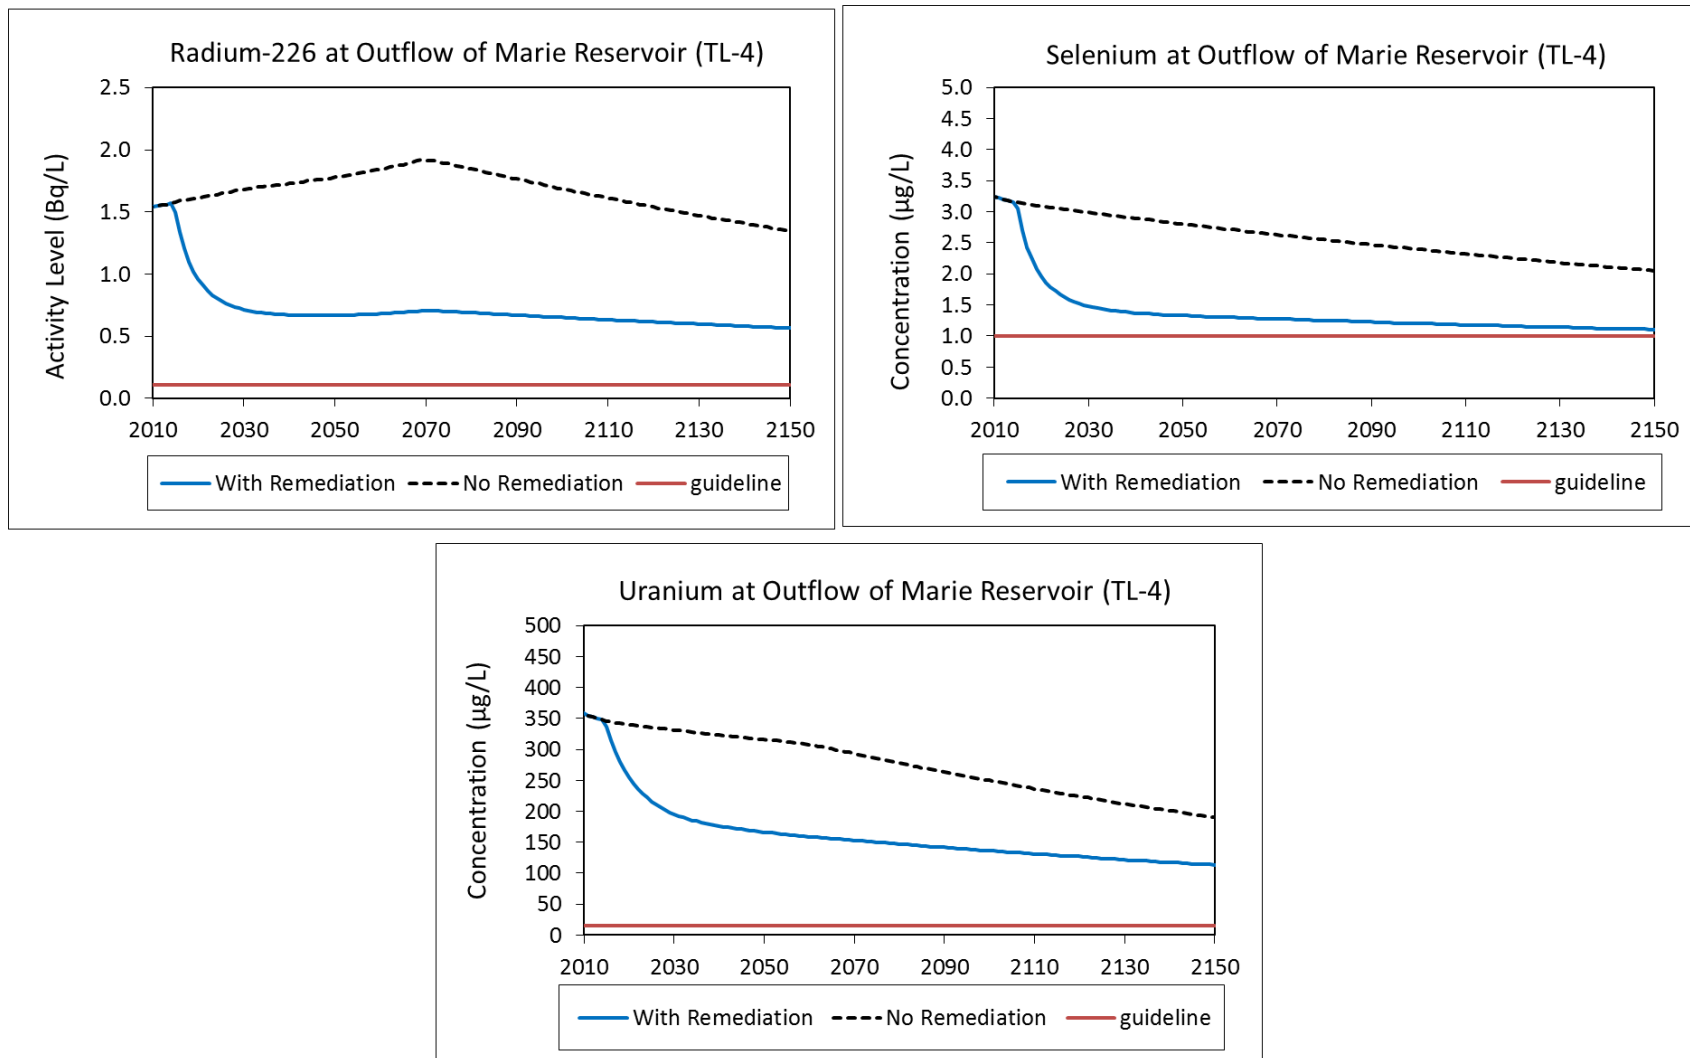 Radium-226 at Outflow of Marie Reservoir (TL-4)
Activity Level (Bq/L)
2.5
2.0
1.5
1.0
0.5
0.0
2010 2030 2050 2070 2090 2110 2130 2150
With Remediation No Remediation guideline
Selenium at Outflow of Marie Reservoir (TL-4)
Concentration (µg/L)
5.0
4.5
4.0
3.5
3.0
2.5
2.0
1.5
1.0
0.5
0.0
2010 2030 2050 2070 2090 2110 2130 2150
With Remediation No Remediation guideline
Uranium at Outflow of Marie Reservoir (TL-4)
Concentration (µg/L)
500
450
400
350
300
250
200
150
100
50
0
2010 2030 2050 2070 2090 2110 2130 2150
With Remediation No Remediation guideline